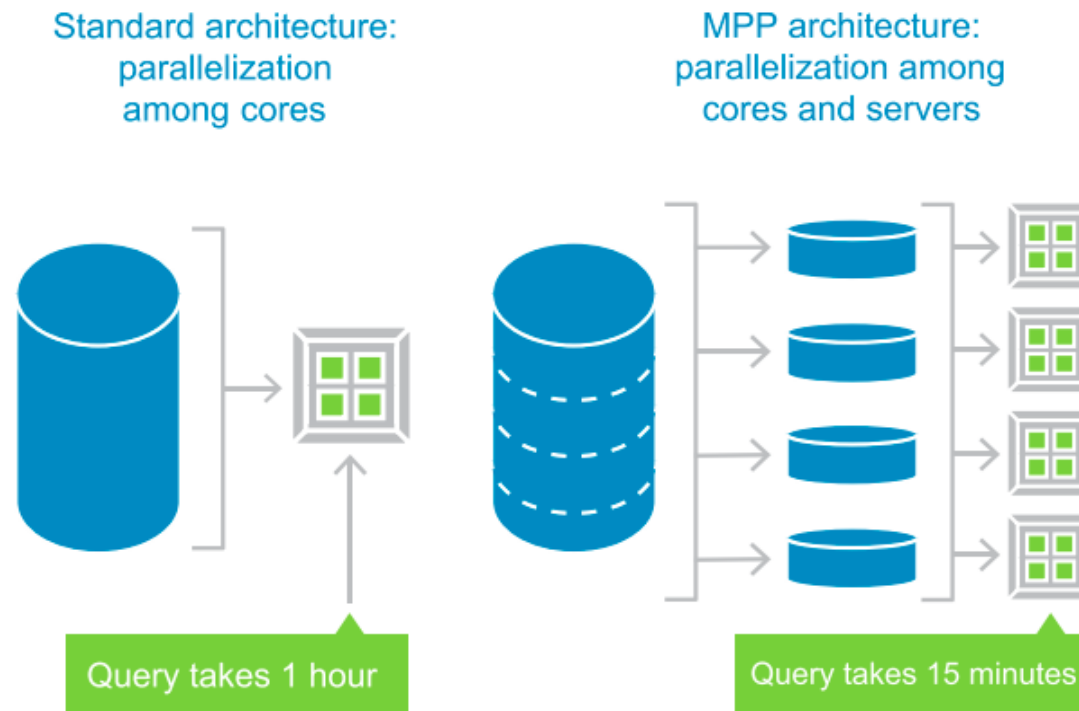 Standard architecture:
parallelization
among cores
MPP architecture:
parallelization among
cores and servers
Query takes 1 hour
Query takes 15 minutes